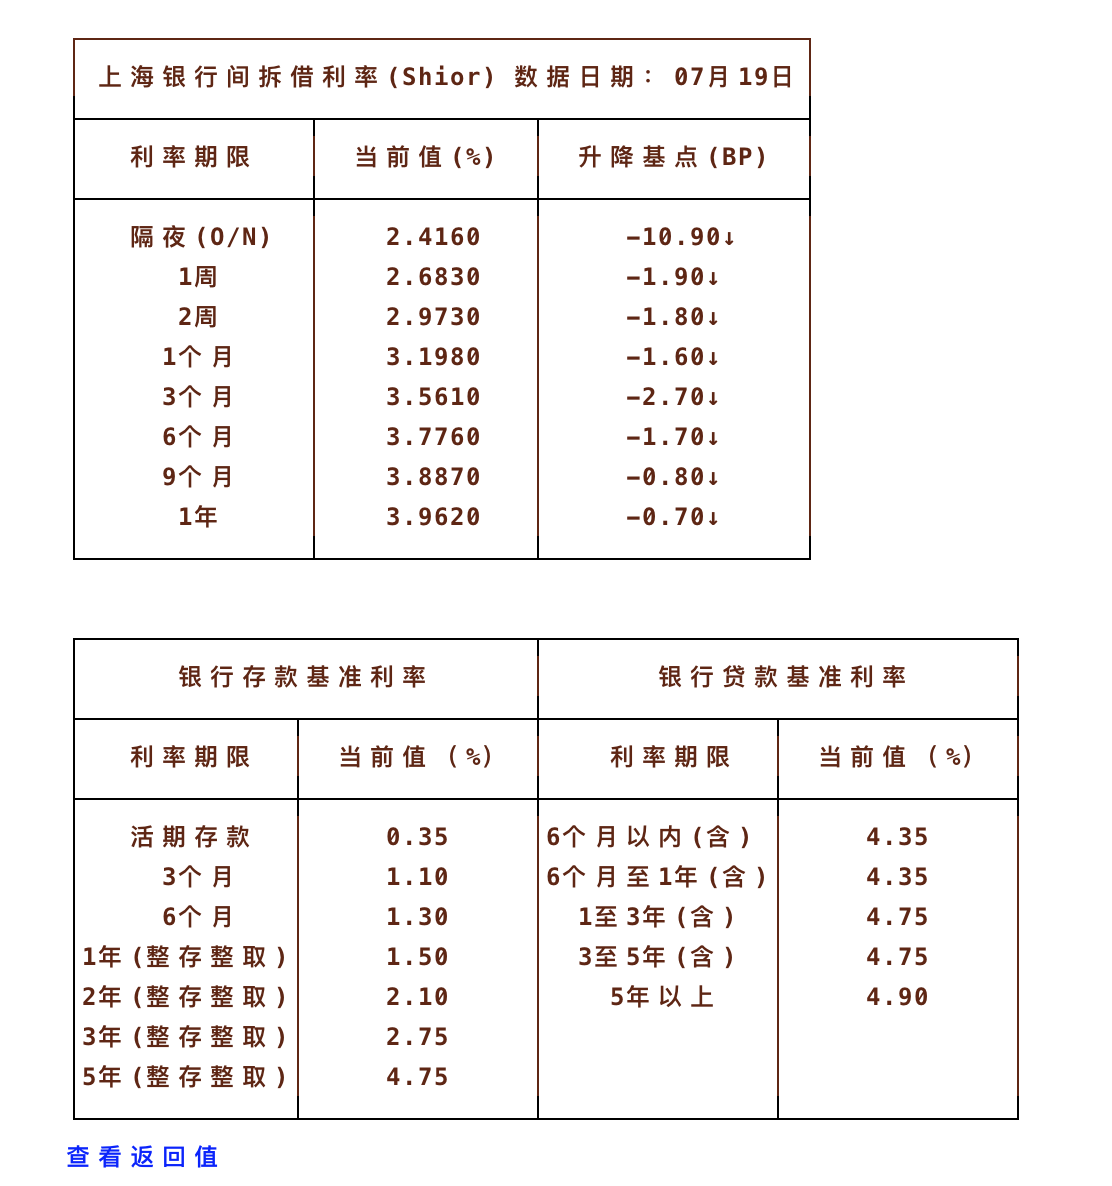 上海银行间拆借利率(Shior) 数据日期： 07月19日
利率期限 当前值(%) 升降基点(BP)
隔夜(O/N) 2.4160 −10.90↓
1周 2.6830 −1.90↓
2周 2.9730 −1.80↓
1个月 3.1980 −1.60↓
3个月 3.5610 −2.70↓
6个月 3.7760 −1.70↓
9个月 3.8870 −0.80↓
1年 3.9620 −0.70↓
银行存款基准利率 银行贷款基准利率
利率期限 当前值（%） 利率期限 当前值（%）
活期存款 0.35 6个月以内(含) 4.35
3个月 1.10 6个月至1年(含) 4.35
6个月 1.30 1至3年(含) 4.75
1年(整存整取) 1.50 3至5年(含) 4.75
2年(整存整取) 2.10 5年以上 4.90
3年(整存整取) 2.75
5年(整存整取) 4.75
查看返回值